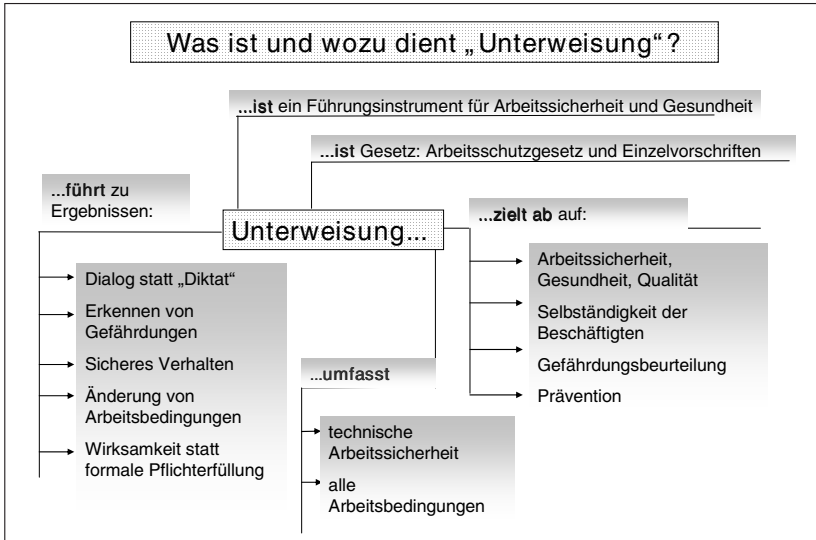 Was ist und wozu dient „Unterweisung“?
...ist ein Führungsinstrument für Arbeitssicherheit und Gesundheit
...ist Gesetz: Arbeitsschutzgesetz und Einzelvorschriften
...führt zu
Ergebnissen:
Unterweisung...
...zielt ab auf:
Dialog statt „Diktat“
Erkennen von
Gefährdungen
Sicheres Verhalten
Änderung von
Arbeitsbedingungen
Wirksamkeit statt
formale Pflichterfüllung
...umfasst
technische
Arbeitssicherheit
alle
Arbeitsbedingungen
Arbeitssicherheit,
Gesundheit, Qualität
Selbständigkeit der
Beschäftigten
Gefährdungsbeurteilung
Prävention